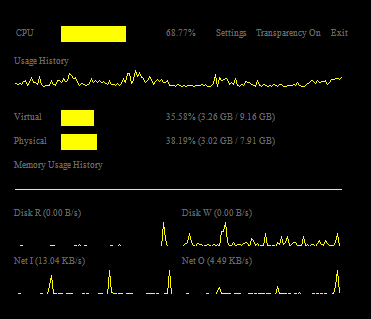 CPU 68.77% Settings Transparency On Exit
Usage History
Virtual 35.58% (3.26 GB / 9.16 GB)
Physical 38.19% (3.02 GB / 7.91 GB)
Memory Usage History
Disk R (0.00 B/s) Disk W (0.00 B/s)
Net I (13.04 KB/s) Net O (4.49 KB/s)